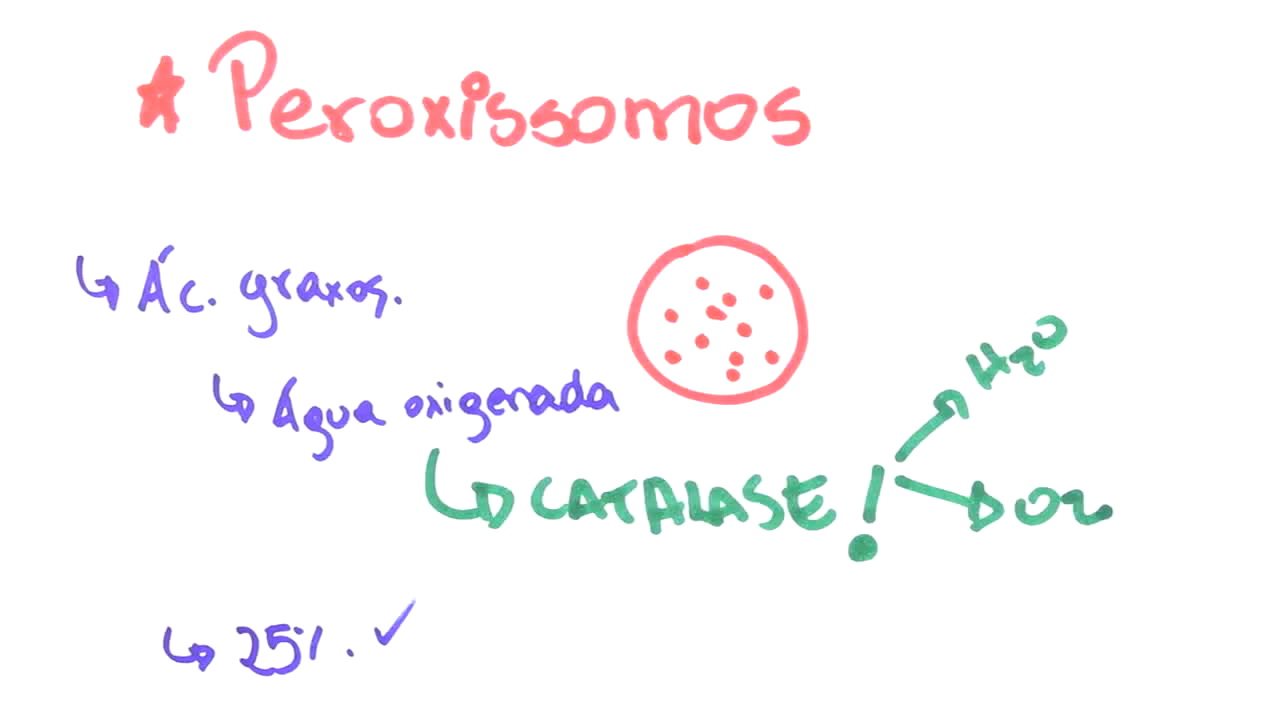 Peroxissomos
Ác. graxos.
Água oxigenada
CATALASE!
H2O
O2
25%. ✓